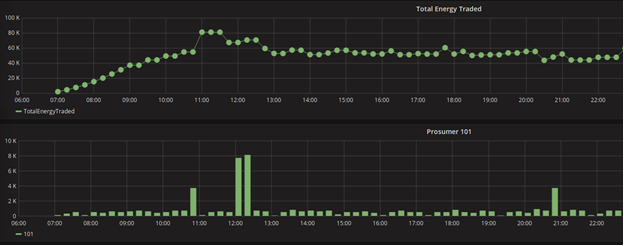 Total Energy Traded
100 K
80 K
60 K
40 K
20 K
0
06:00 07:00 08:00 09:00 10:00 11:00 12:00 13:00 14:00 15:00 16:00 17:00 18:00 19:00 20:00 21:00 22:00
TotalEnergyTraded
Prosumer 101
10 K
8 K
6 K
4 K
2 K
0
06:00 07:00 08:00 09:00 10:00 11:00 12:00 13:00 14:00 15:00 16:00 17:00 18:00 19:00 20:00 21:00 22:00
101